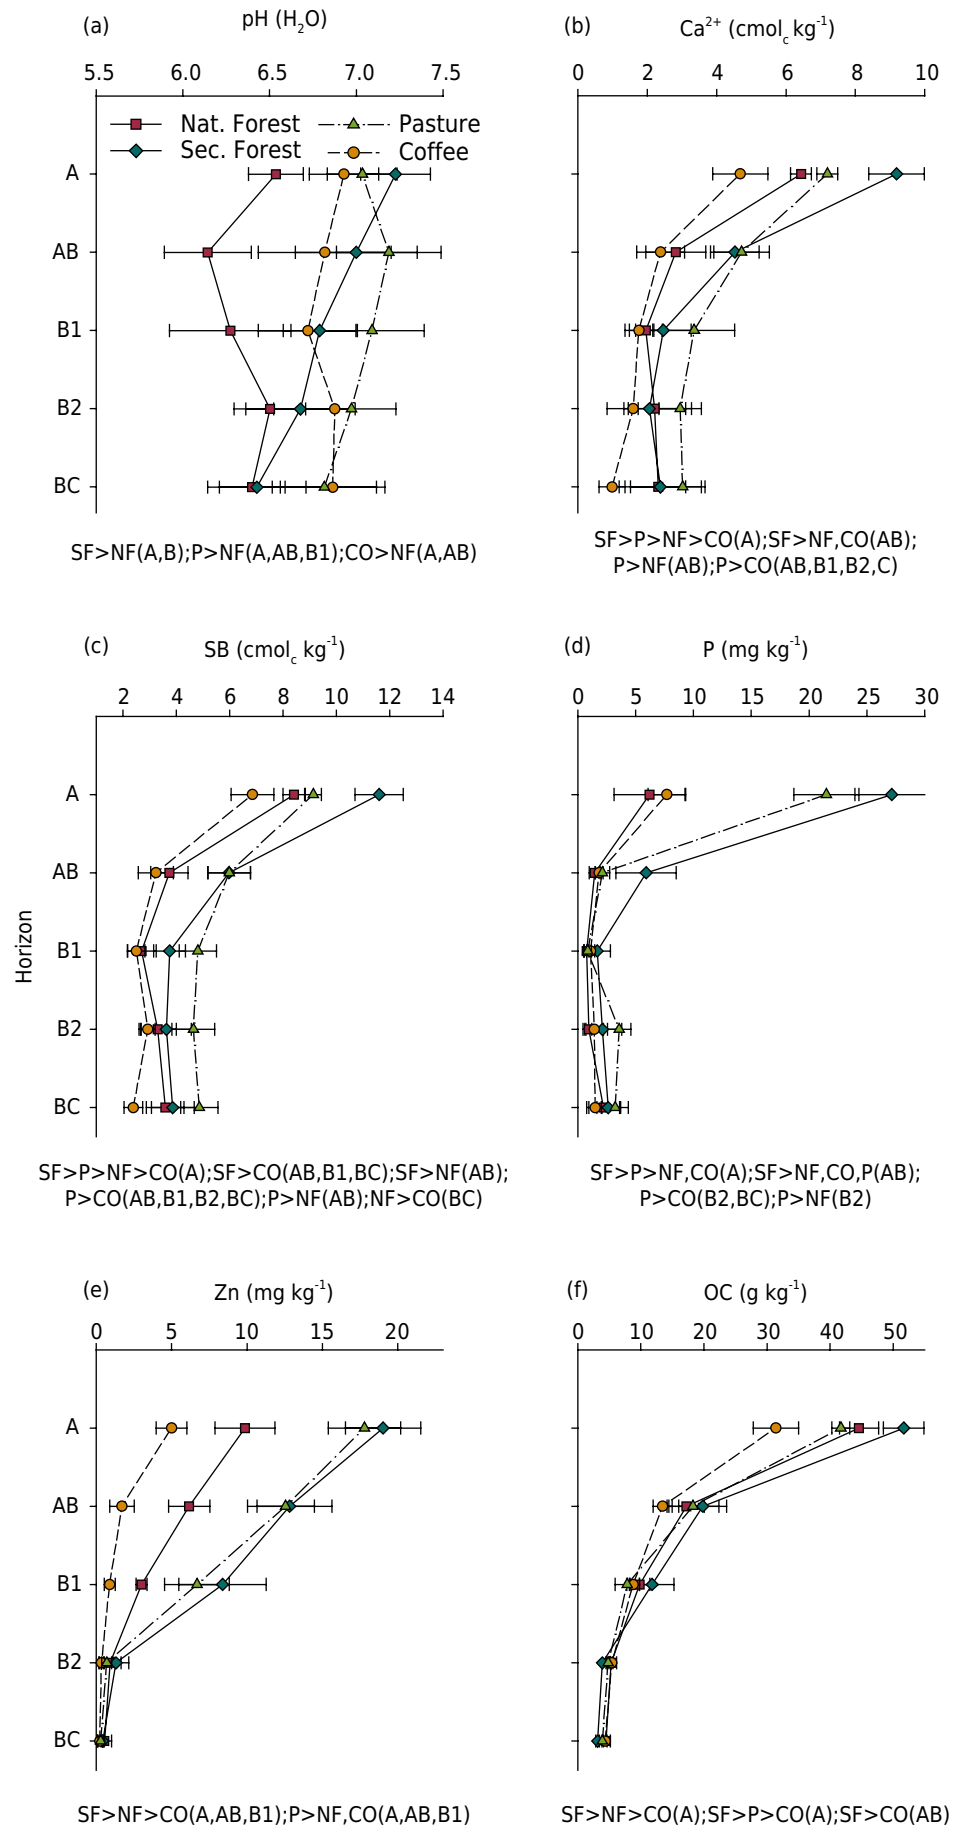 (a) pH (H2O)
5.5 6.0 6.5 7.0 7.5
Nat. Forest Pasture
Sec. Forest Coffee
A
AB
B1
B2
BC
SF>NF(A,B);P>NF(A,AB,B1);CO>NF(A,AB)
(b) Ca2+ (cmolc kg-1)
0 2 4 6 8 10
SF>P>NF>CO(A);SF>NF,CO(AB);
P>NF(AB);P>CO(AB,B1,B2,C)
(c) SB (cmolc kg-1)
2 4 6 8 10 12 14
Horizon
A
AB
B1
B2
BC
SF>P>NF>CO(A);SF>CO(AB,B1,BC);SF>NF(AB);
P>CO(AB,B1,B2,BC);P>NF(AB);NF>CO(BC)
(d) P (mg kg-1)
0 5 10 15 20 25 30
SF>P>NF,CO(A);SF>NF,CO,P(AB);
P>CO(B2,BC);P>NF(B2)
(e) Zn (mg kg-1)
0 5 10 15 20
A
AB
B1
B2
BC
SF>NF>CO(A,AB,B1);P>NF,CO(A,AB,B1)
(f) OC (g kg-1)
0 10 20 30 40 50
SF>NF>CO(A);SF>P>CO(A);SF>CO(AB)